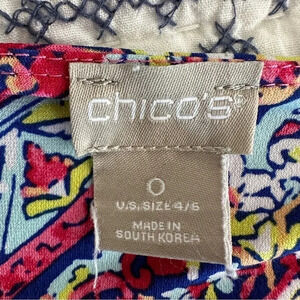 chico's®
0
U.S. SIZE 4/6
MADE IN
SOUTH KOREA